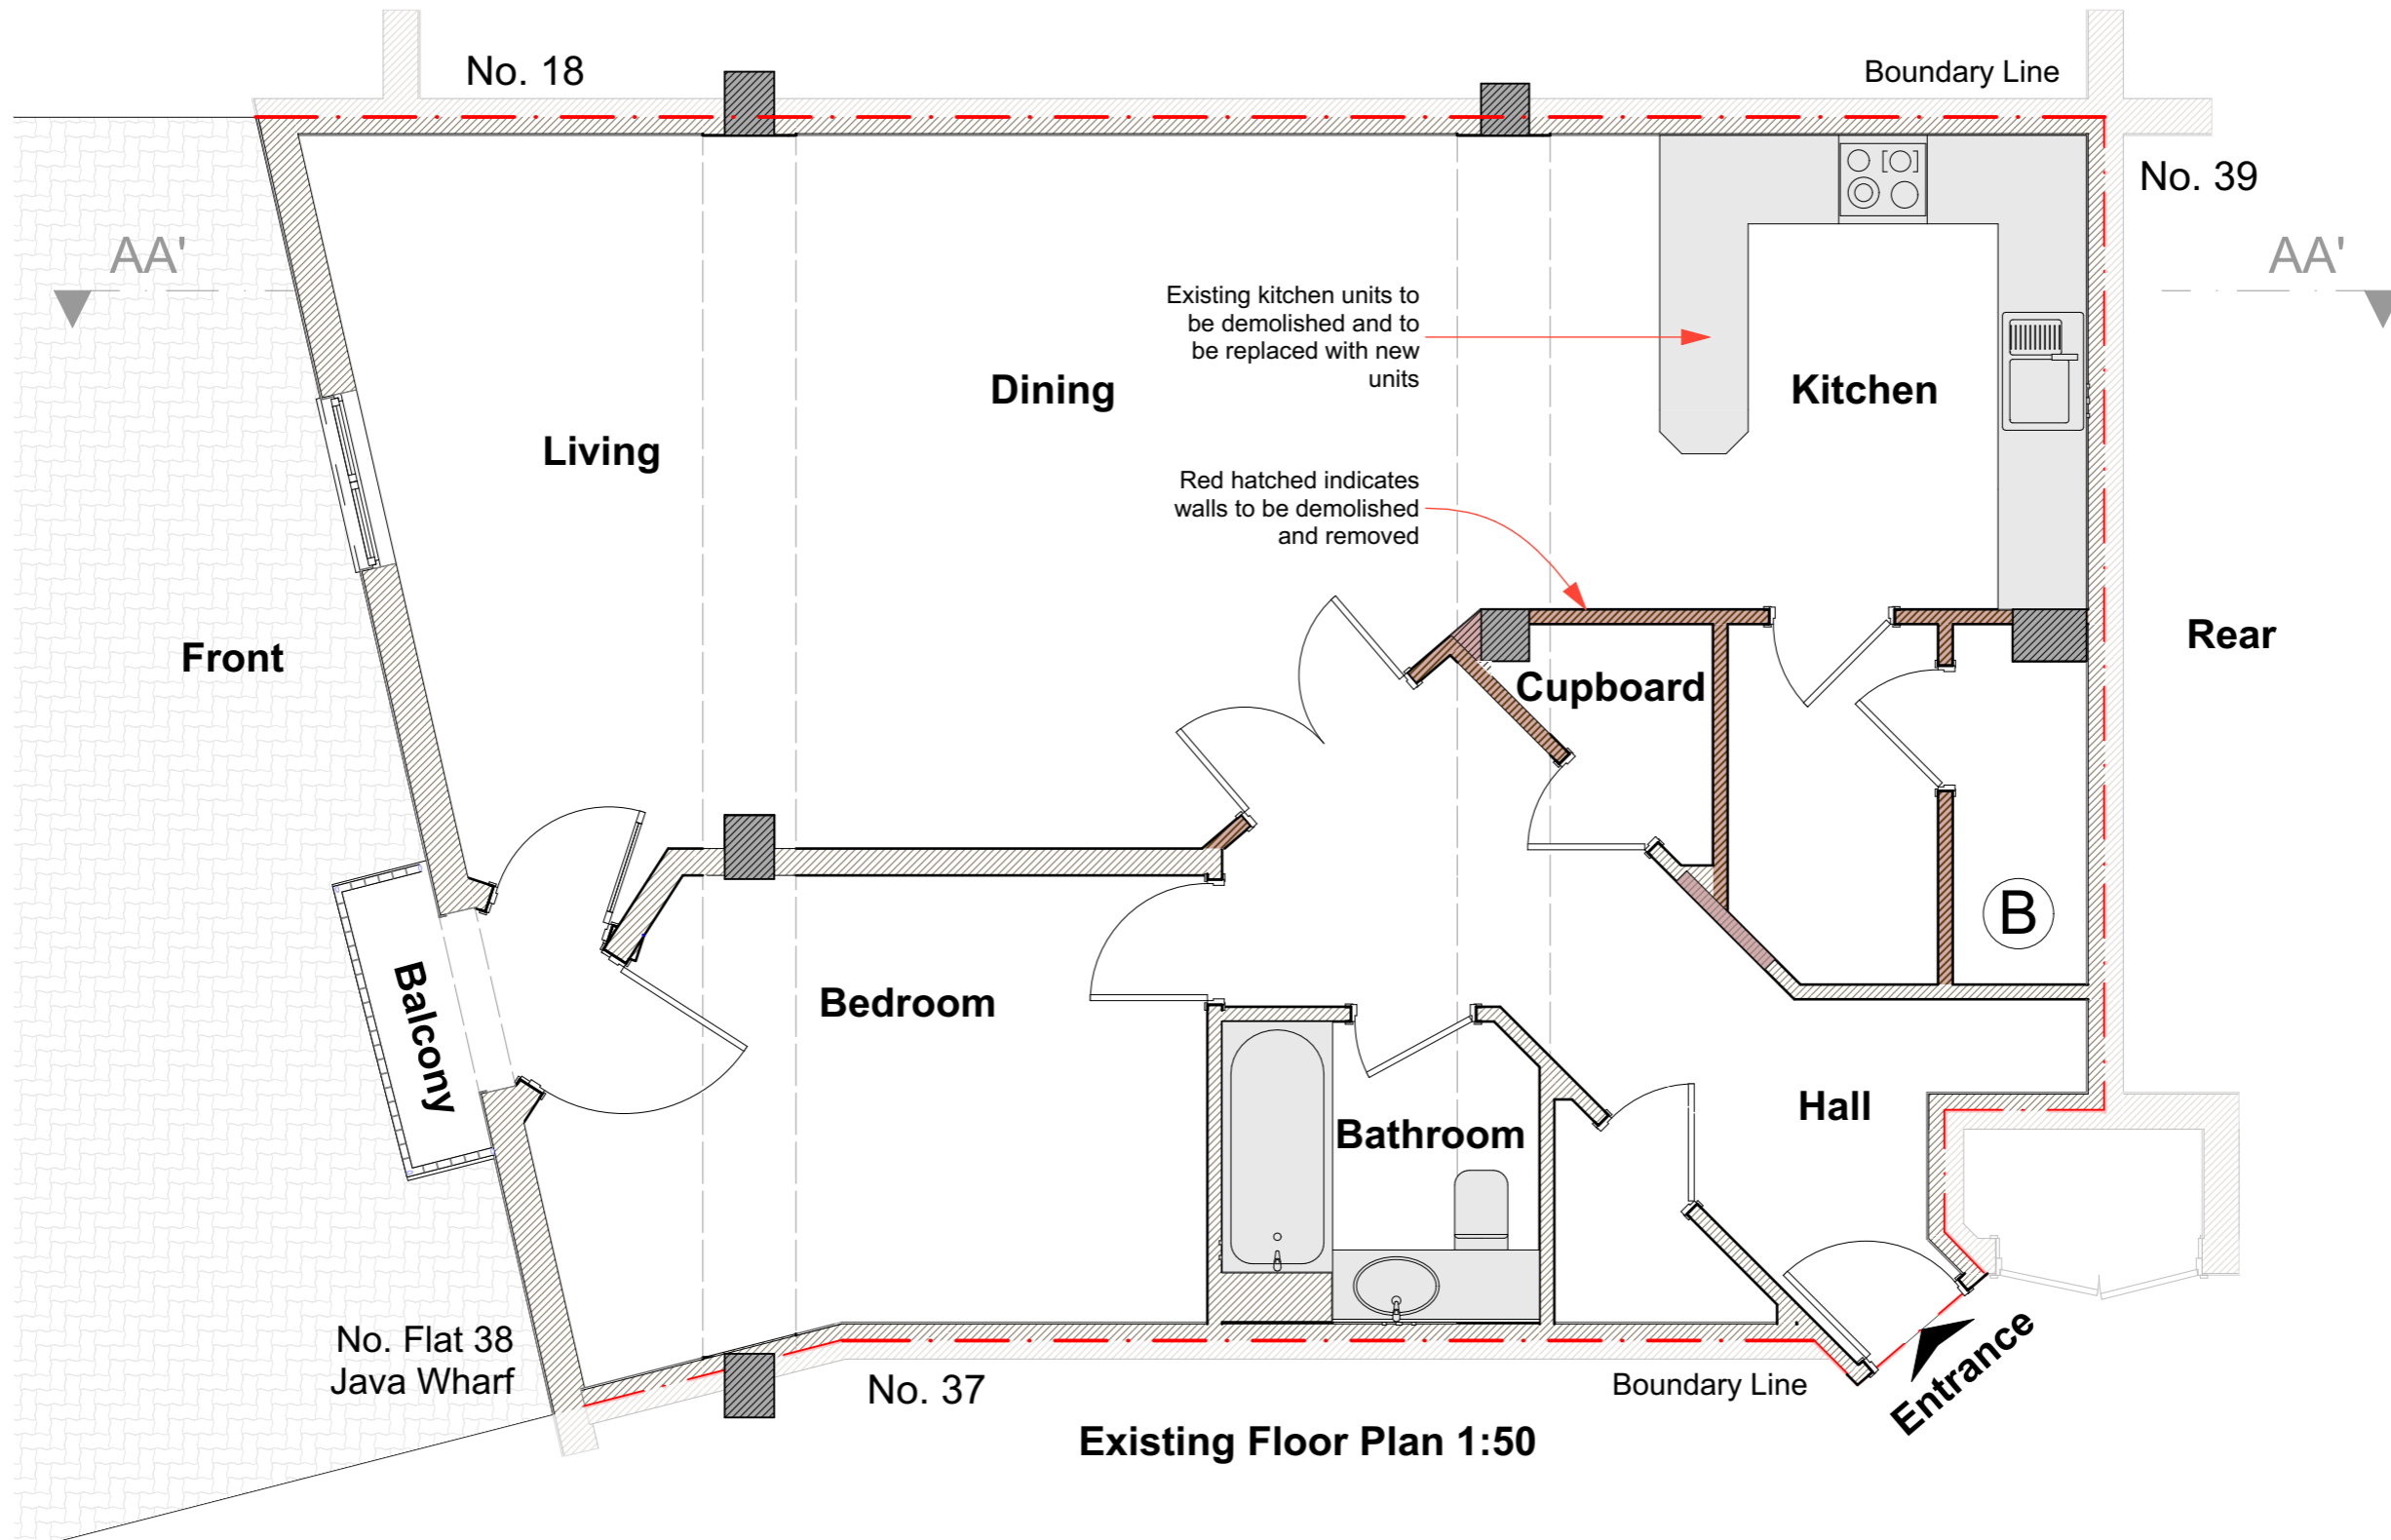 No. 18
Boundary Line
No. 39
AA'
AA'
Existing kitchen units to
be demolished and to
be replaced with new
units
Dining
Kitchen
Living
Red hatched indicates
walls to be demolished
and removed
Front
Rear
Cupboard
B
Balcony
Bedroom
Hall
Bathroom
No. Flat 38
Java Wharf
No. 37
Boundary Line
Entrance
Existing Floor Plan 1:50